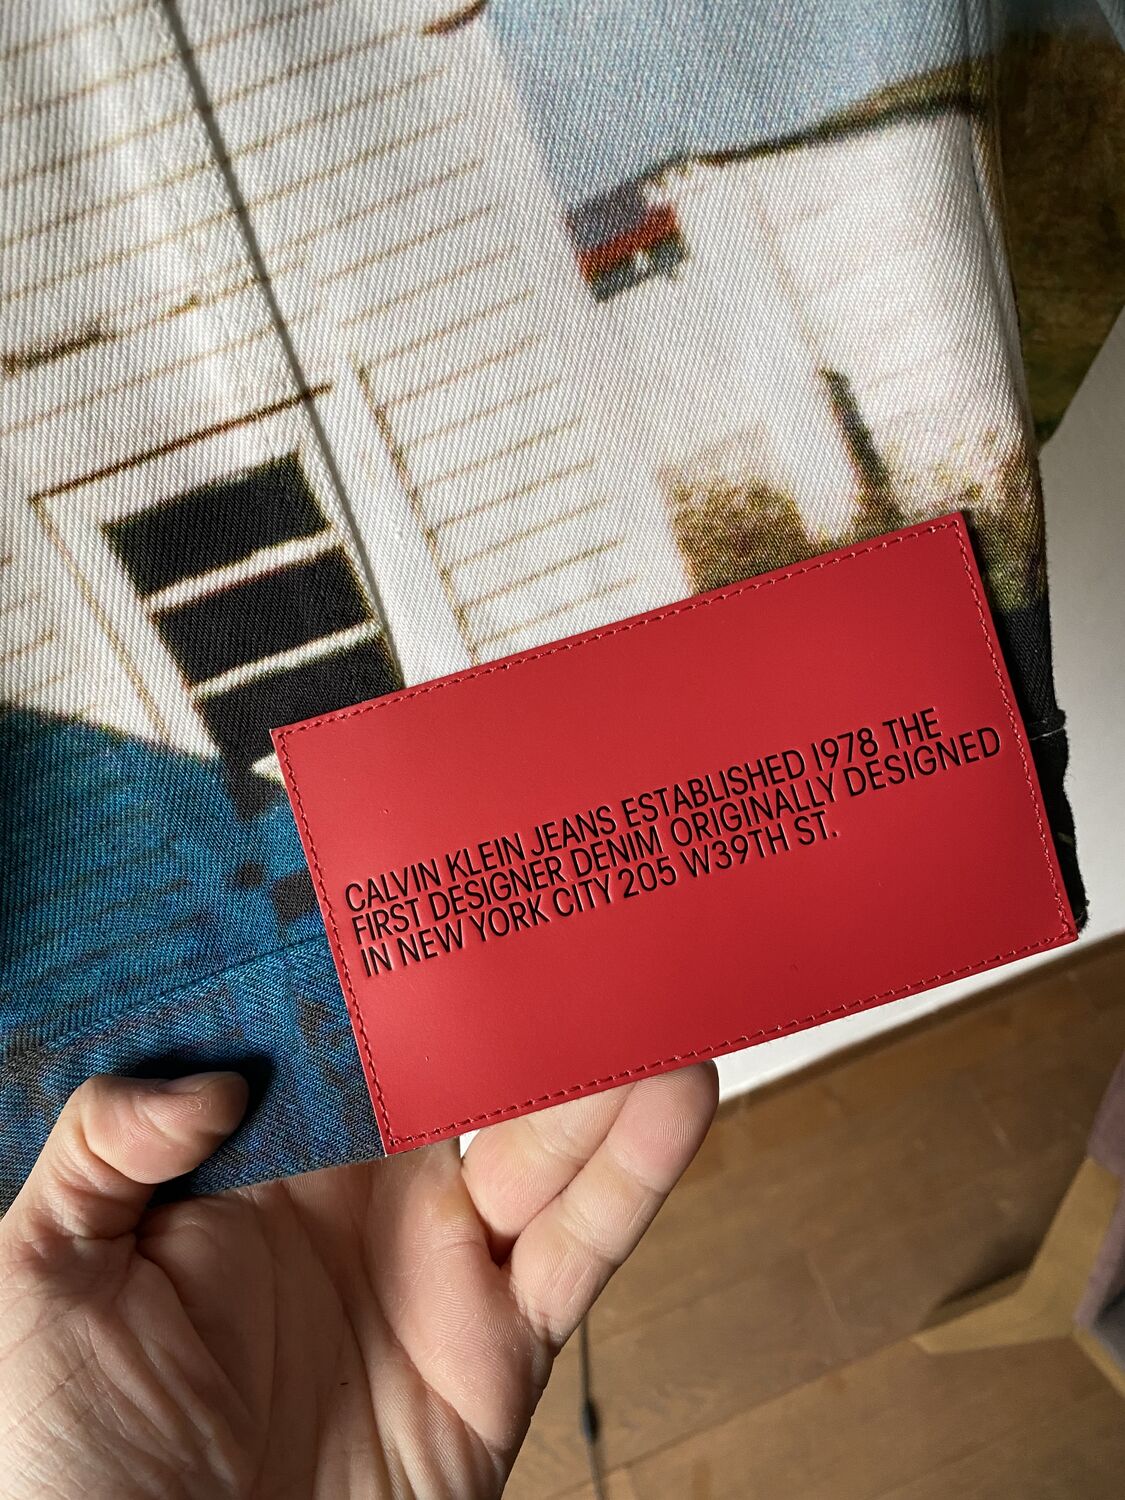 CALVIN KLEIN JEANS ESTABLISHED 1978 THE
FIRST DESIGNER DENIM ORIGINALLY DESIGNED
IN NEW YORK CITY 205 W39TH ST.